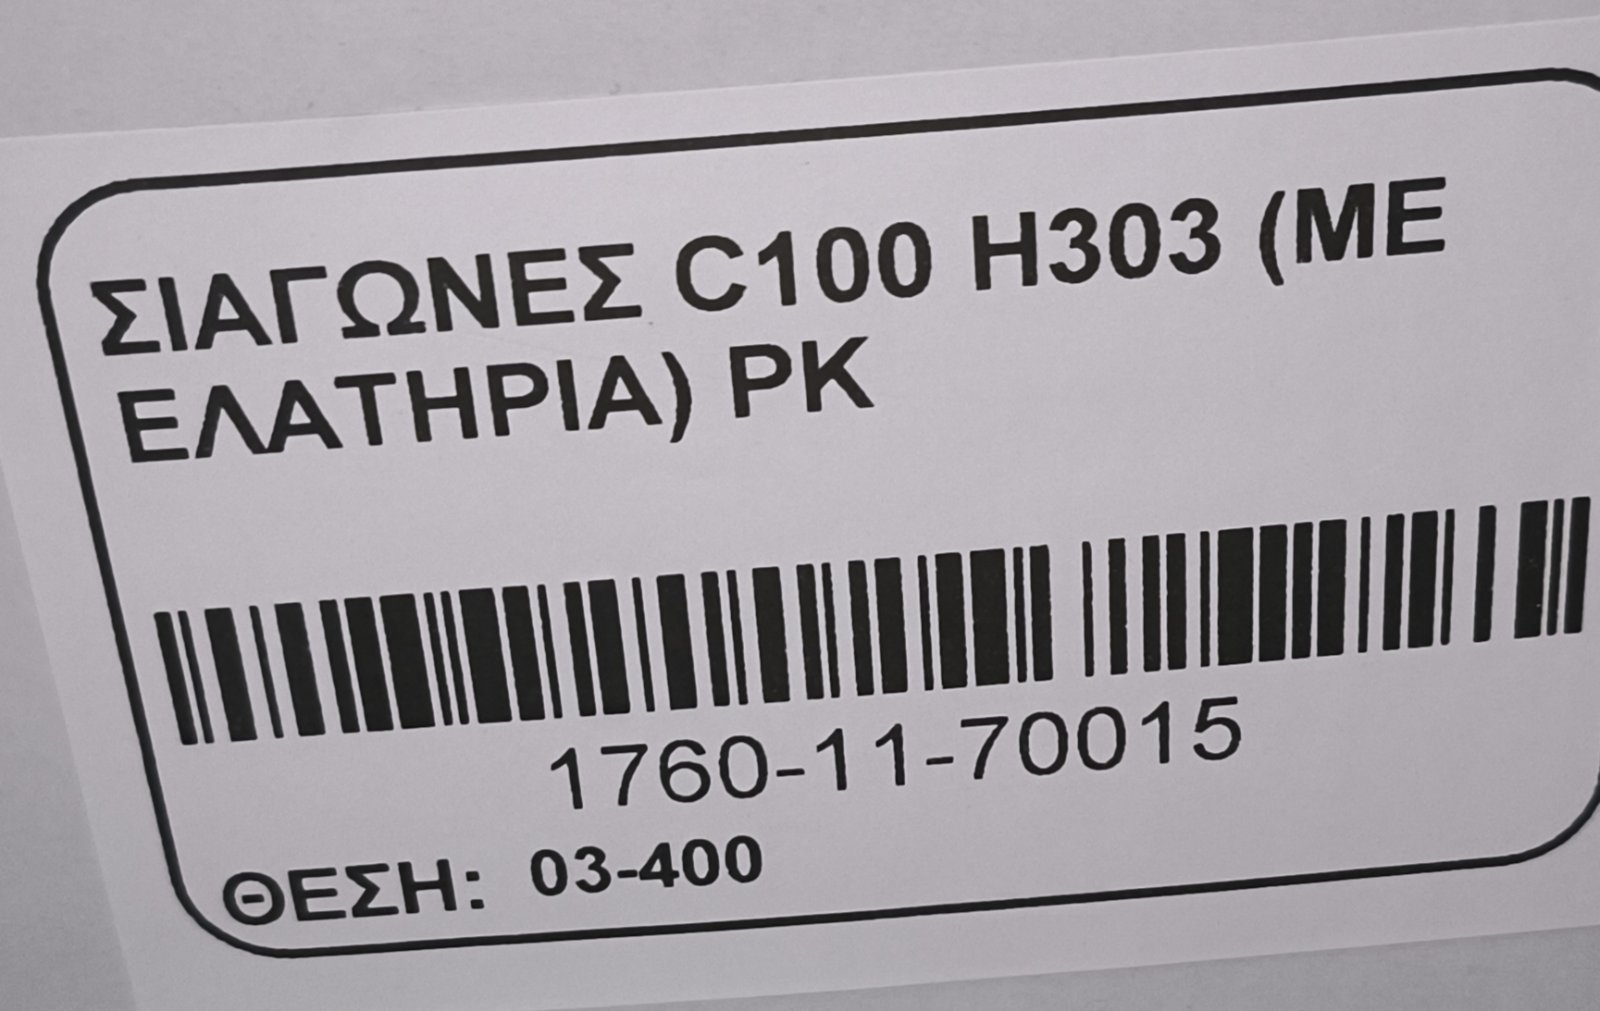 ΣΙΑΓΩΝΕΣ C100 H303 (ΜΕ
ΕΛΑΤΗΡΙΑ) PK
1760-11-70015
ΘΕΣΗ: 03-400